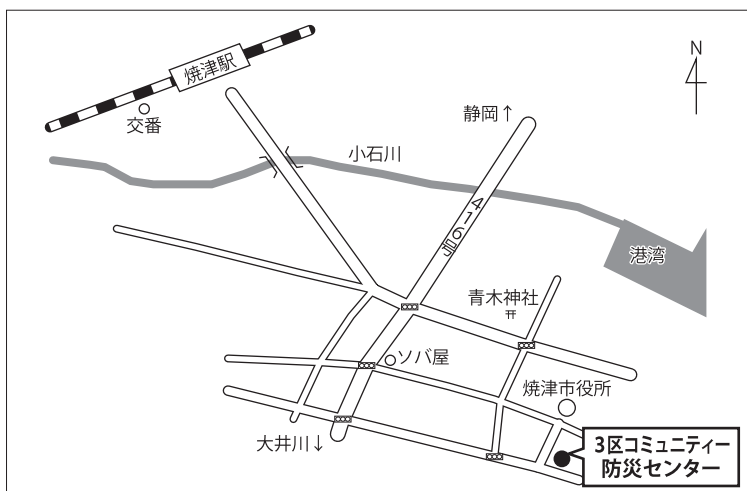 焼津駅
N
静岡↑
交番
小石川
416号
港湾
青木神社
ソバ屋
焼津市役所
大井川↓
3区コミュニティー
防災センター